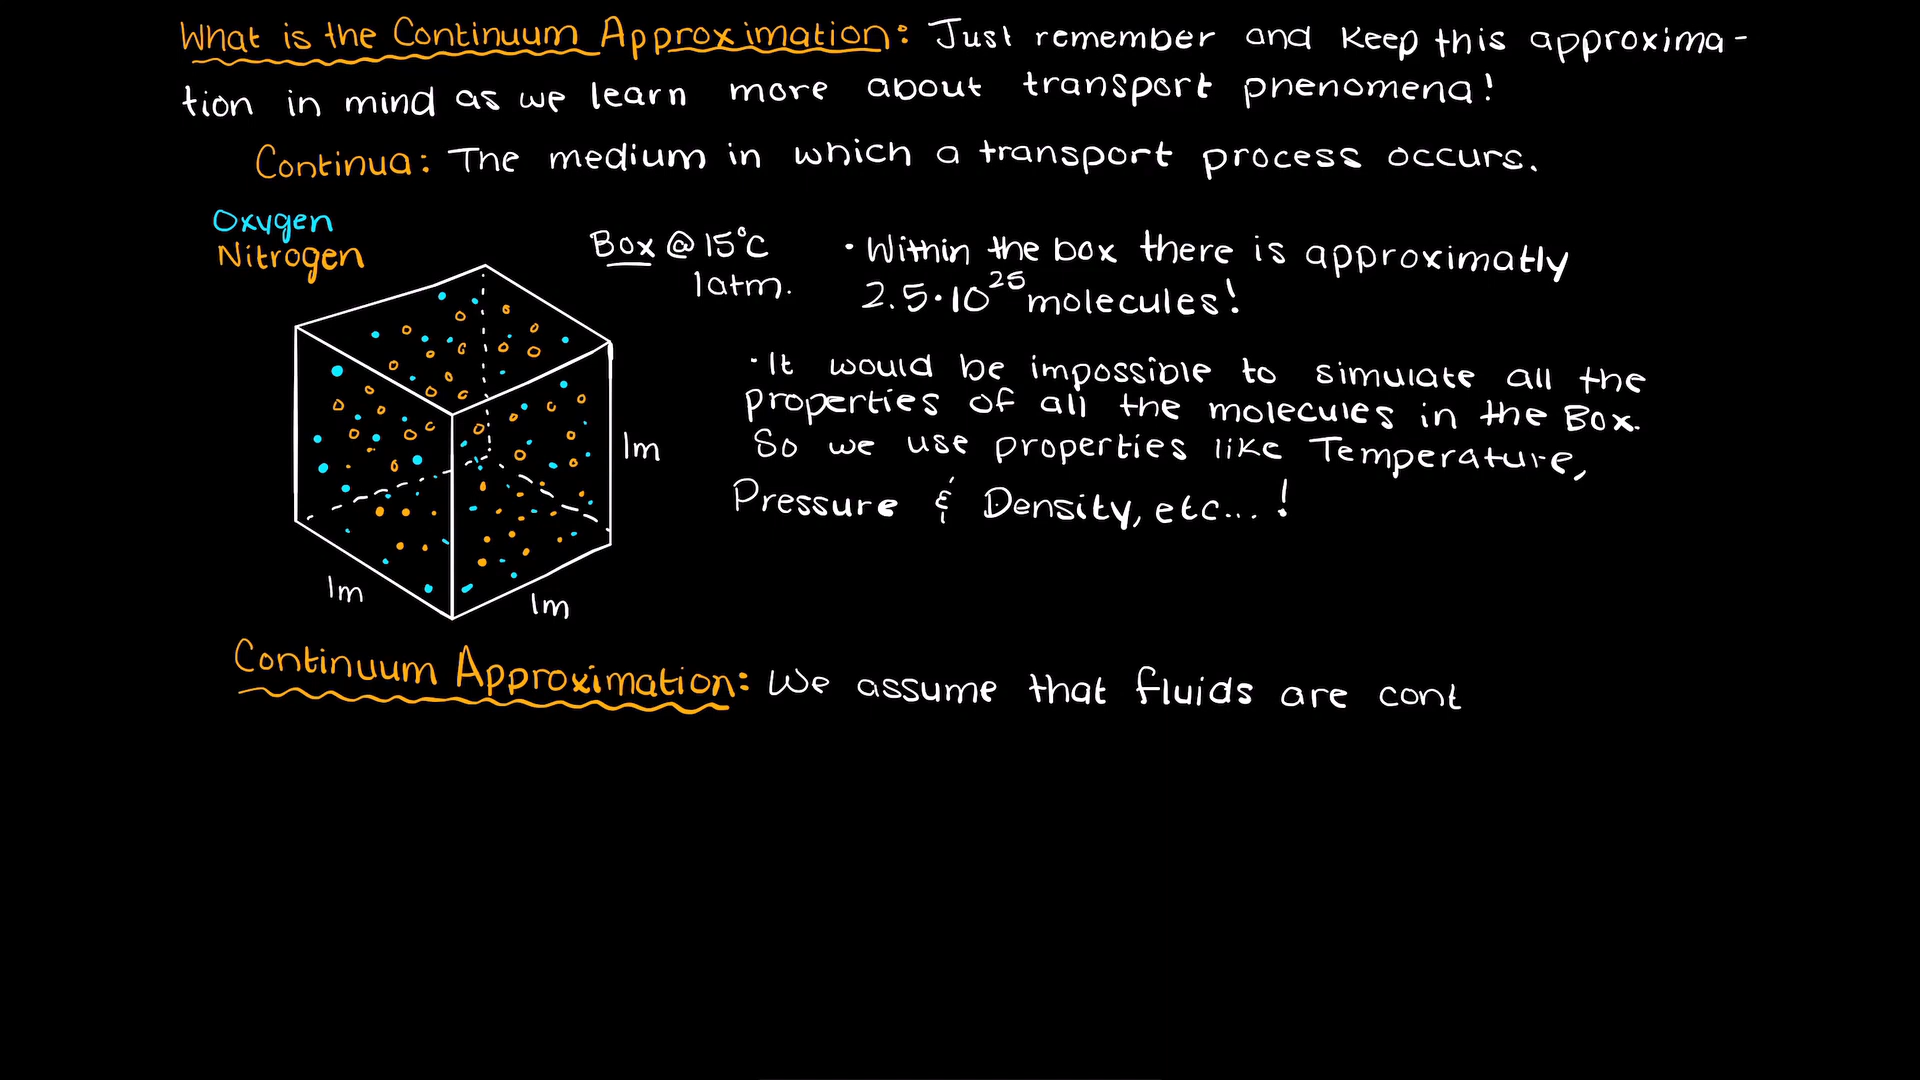 What is the Continuum Approximation: Just remember and keep this approxima-
tion in mind as we learn more about transport phenomena!
Continua: The medium in which a transport process occurs.
Oxygen
Nitrogen
Box @ 15°C
1atm.
• Within the box there is approximatly
2.5·10²⁵ molecules!
• It would be impossible to simulate all the
properties of all the molecules in the Box.
So we use properties like Temperature,
Pressure & Density, etc... !
1m
1m
1m
Continuum Approximation: We assume that fluids are cont